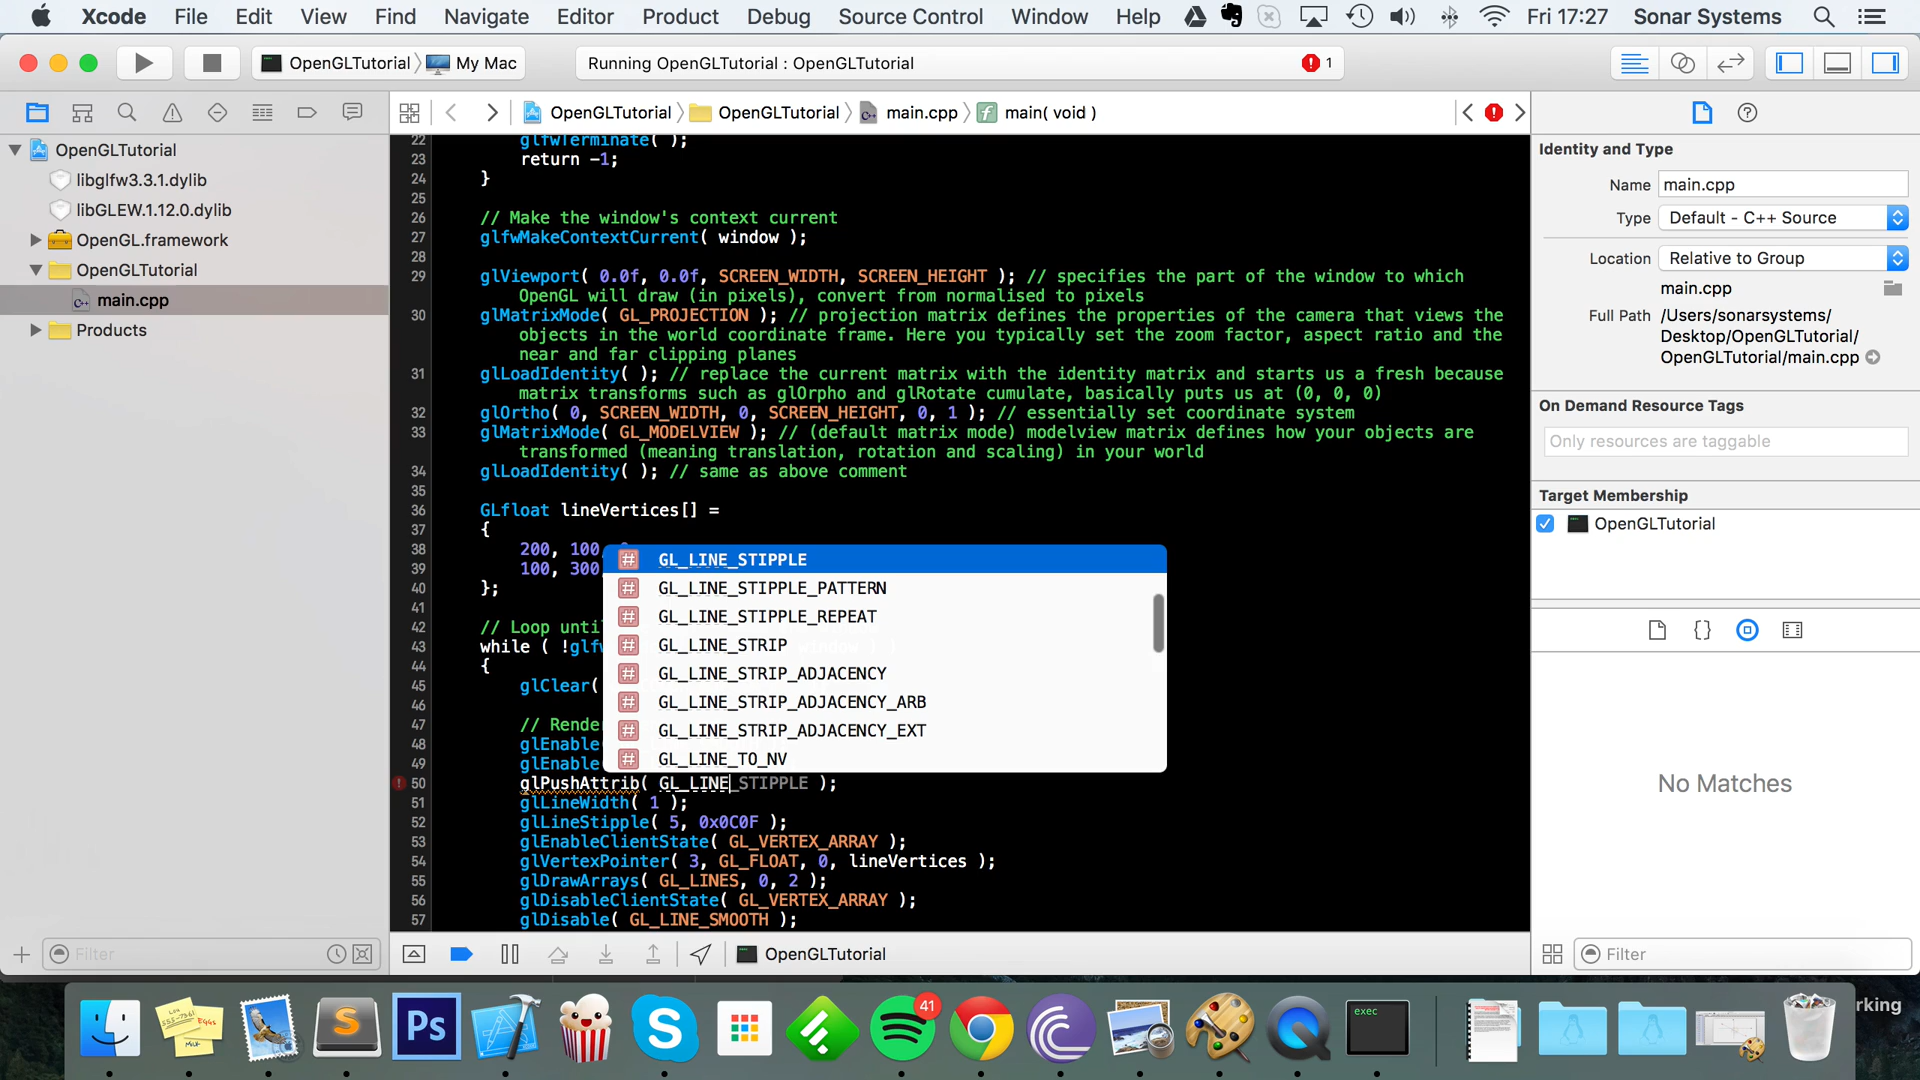 Xcode File Edit View Find Navigate Editor Product Debug Source Control Window Help Fri 17:27 Sonar Systems
OpenGLTutorial My Mac Running OpenGLTutorial : OpenGLTutorial 1
OpenGLTutorial OpenGLTutorial main.cpp main( void )
OpenGLTutorial
libglfw3.3.1.dylib
libGLEW.1.12.0.dylib
OpenGL.framework
OpenGLTutorial
main.cpp
Products
Filter
22 glfwTerminate( );
23 return -1;
24 }
25
26 // Make the window's context current
27 glfwMakeContextCurrent( window );
28
29 glViewport( 0.0f, 0.0f, SCREEN_WIDTH, SCREEN_HEIGHT ); // specifies the part of the window to which
OpenGL will draw (in pixels), convert from normalised to pixels
30 glMatrixMode( GL_PROJECTION ); // projection matrix defines the properties of the camera that views the
objects in the world coordinate frame. Here you typically set the zoom factor, aspect ratio and the
near and far clipping planes
31 glLoadIdentity( ); // replace the current matrix with the identity matrix and starts us a fresh because
matrix transforms such as glOrpho and glRotate cumulate, basically puts us at (0, 0, 0)
32 glOrtho( 0, SCREEN_WIDTH, 0, SCREEN_HEIGHT, 0, 1 ); // essentially set coordinate system
33 glMatrixMode( GL_MODELVIEW ); // (default matrix mode) modelview matrix defines how your objects are
transformed (meaning translation, rotation and scaling) in your world
34 glLoadIdentity( ); // same as above comment
35
36 GLfloat lineVertices[] =
37 {
38 200, 100,
39 100, 300,
40 };
41
42 // Loop unti
43 while ( !glf
44 {
45 glClear(
46
47 // Rende
48 glEnable
49 glEnable
GL_LINE_STIPPLE
GL_LINE_STIPPLE_PATTERN
GL_LINE_STIPPLE_REPEAT
GL_LINE_STRIP
GL_LINE_STRIP_ADJACENCY
GL_LINE_STRIP_ADJACENCY_ARB
GL_LINE_STRIP_ADJACENCY_EXT
GL_LINE_TO_NV
50 glPushAttrib( GL_LINE_STIPPLE );
51 glLineWidth( 1 );
52 glLineStipple( 5, 0x0C0F );
53 glEnableClientState( GL_VERTEX_ARRAY );
54 glVertexPointer( 3, GL_FLOAT, 0, lineVertices );
55 glDrawArrays( GL_LINES, 0, 2 );
56 glDisableClientState( GL_VERTEX_ARRAY );
57 glDisable( GL_LINE_SMOOTH );
OpenGLTutorial
Identity and Type
Name main.cpp
Type Default - C++ Source
Location Relative to Group
main.cpp
Full Path /Users/sonarsystems/
Desktop/OpenGLTutorial/
OpenGLTutorial/main.cpp
On Demand Resource Tags
Only resources are taggable
Target Membership
OpenGLTutorial
No Matches
Filter
Ps
41
exec
rking